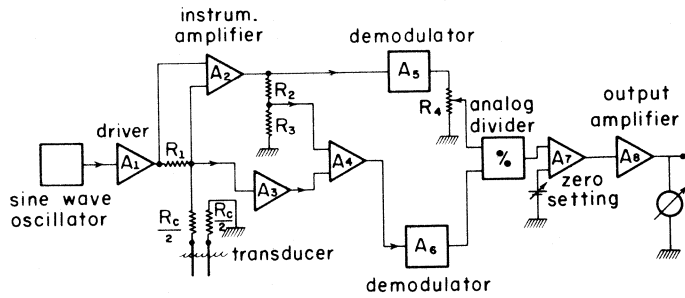 instrum.
amplifier
A2
demodulator
A5
R2
R3
R4
analog
divider
%
output
amplifier
driver
A1
R1
A3
A4
A7
A8
sine wave
oscillator
zero
setting
Rc
2
Rc
2
transducer
A6
demodulator